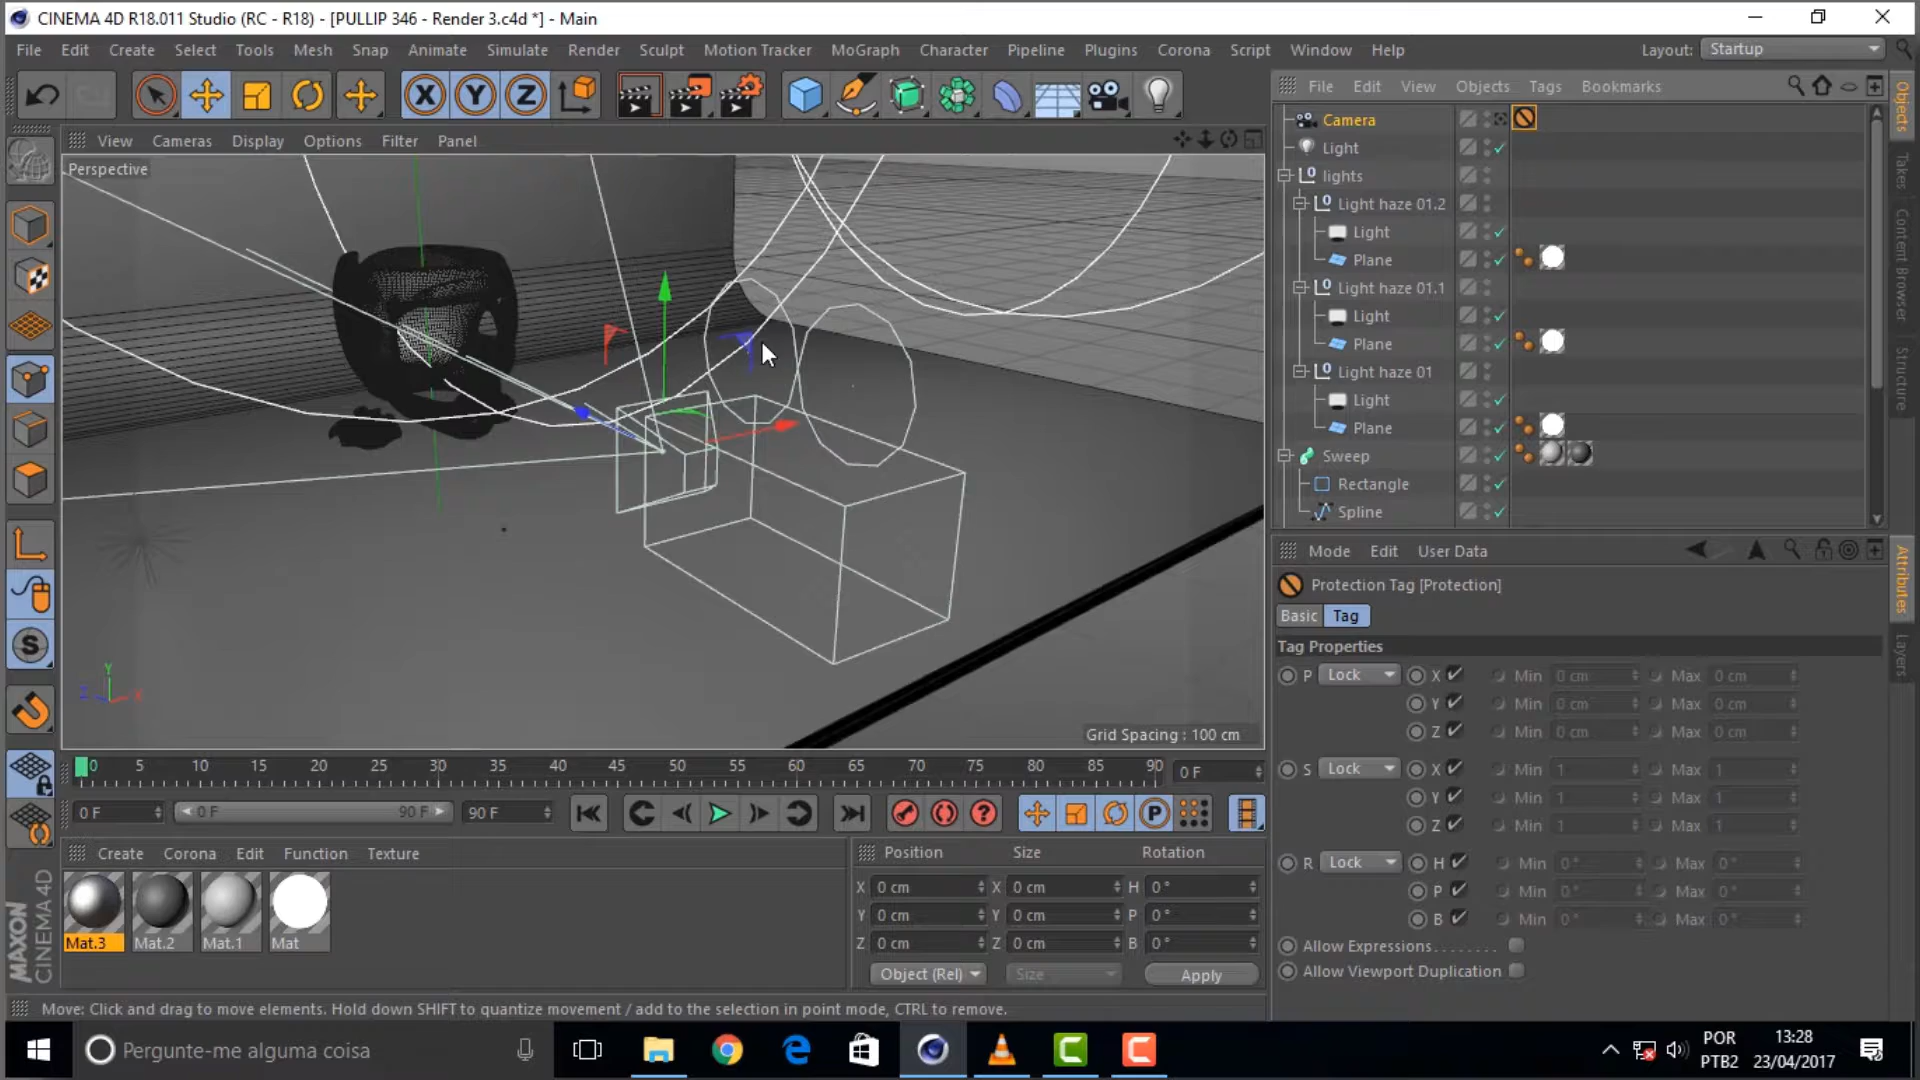 CINEMA 4D R18.011 Studio (RC - R18) - [PULLIP 346 - Render 3.c4d *] - Main
File Edit Create Select Tools Mesh Snap Animate Simulate Render Sculpt Motion Tracker MoGraph Character Pipeline Plugins Corona Script Window Help Layout: Startup
X Y Z
File Edit View Objects Tags Bookmarks
View Cameras Display Options Filter Panel
Perspective
Camera
Light
lights
Light haze 01.2
Light
Plane
Light haze 01.1
Light
Plane
Light haze 01
Light
Plane
Sweep
Rectangle
Spline
Objects
Takes
Content Browser
Structure
Mode Edit User Data
Protection Tag [Protection]
Basic Tag
Tag Properties
P Lock X Min 0 cm Max 0 cm
Y Min 0 cm Max 0 cm
Z Min 0 cm Max 0 cm
S Lock X Min 1 Max 1
Y Min 1 Max 1
Z Min 1 Max 1
R Lock H Min 0 ° Max 0 °
P Min 0 ° Max 0 °
B Min 0 ° Max 0 °
Allow Expressions
Allow Viewport Duplication
Attributes
Layers
Y
Z X
Grid Spacing : 100 cm
0 5 10 15 20 25 30 35 40 45 50 55 60 65 70 75 80 85 90 0 F
0 F 0 F 90 F 90 F
Create Corona Edit Function Texture
Mat.3 Mat.2 Mat.1 Mat
Position Size Rotation
X 0 cm X 0 cm H 0 °
Y 0 cm Y 0 cm P 0 °
Z 0 cm Z 0 cm B 0 °
Object (Rel) Size Apply
MAXON
CINEMA 4D
Move: Click and drag to move elements. Hold down SHIFT to quantize movement / add to the selection in point mode, CTRL to remove.
Pergunte-me alguma coisa
POR
PTB2
13:28
23/04/2017